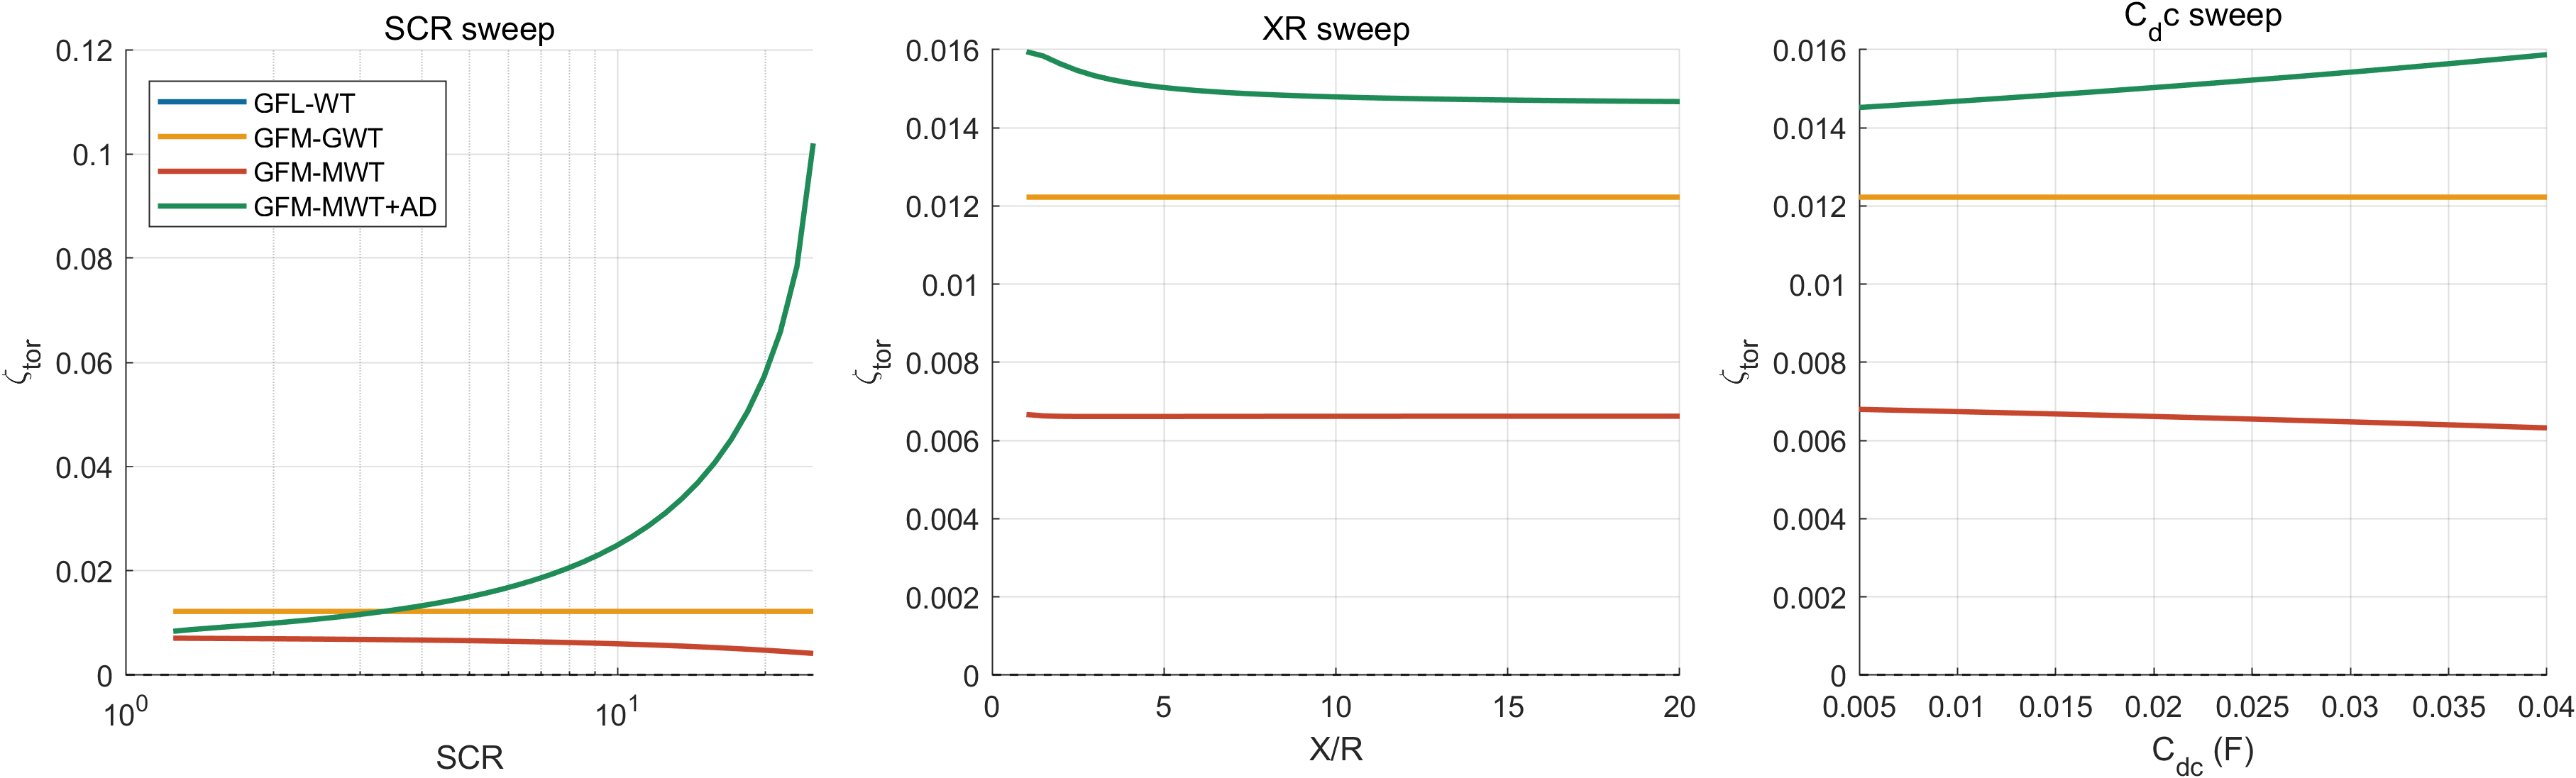 SCR sweep
0.12
0.1
0.08
0.06
0.04
0.02
0
ζtor
GFL-WT
GFM-GWT
GFM-MWT
GFM-MWT+AD
10^0
10^1
SCR
XR sweep
0.016
0.014
0.012
0.01
0.008
0.006
0.004
0.002
0
ζtor
0 5 10 15 20
X/R
C_dc sweep
0.016
0.014
0.012
0.01
0.008
0.006
0.004
0.002
0
ζtor
0.005 0.01 0.015 0.02 0.025 0.03 0.035 0.04
C_dc (F)